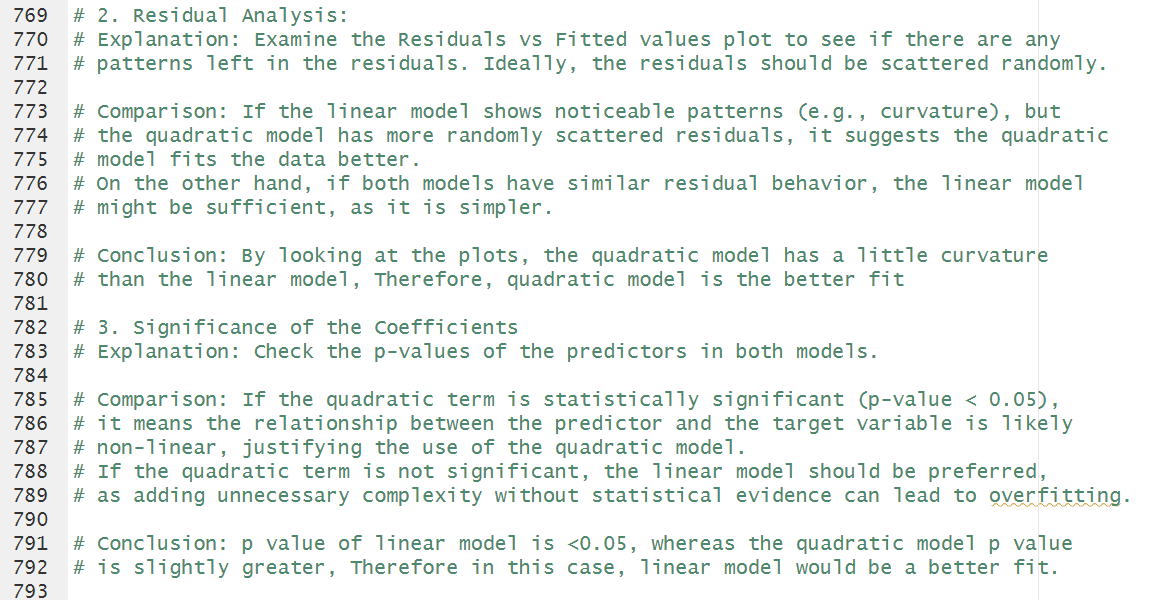 769 # 2. Residual Analysis:
770 # Explanation: Examine the Residuals vs Fitted values plot to see if there are any
771 # patterns left in the residuals. Ideally, the residuals should be scattered randomly.
772
773 # Comparison: If the linear model shows noticeable patterns (e.g., curvature), but
774 # the quadratic model has more randomly scattered residuals, it suggests the quadratic
775 # model fits the data better.
776 # On the other hand, if both models have similar residual behavior, the linear model
777 # might be sufficient, as it is simpler.
778
779 # Conclusion: By looking at the plots, the quadratic model has a little curvature
780 # than the linear model, Therefore, quadratic model is the better fit
781
782 # 3. Significance of the Coefficients
783 # Explanation: Check the p-values of the predictors in both models.
784
785 # Comparison: If the quadratic term is statistically significant (p-value < 0.05),
786 # it means the relationship between the predictor and the target variable is likely
787 # non-linear, justifying the use of the quadratic model.
788 # If the quadratic term is not significant, the linear model should be preferred,
789 # as adding unnecessary complexity without statistical evidence can lead to overfitting.
790
791 # Conclusion: p value of linear model is <0.05, whereas the quadratic model p value
792 # is slightly greater, Therefore in this case, linear model would be a better fit.
793